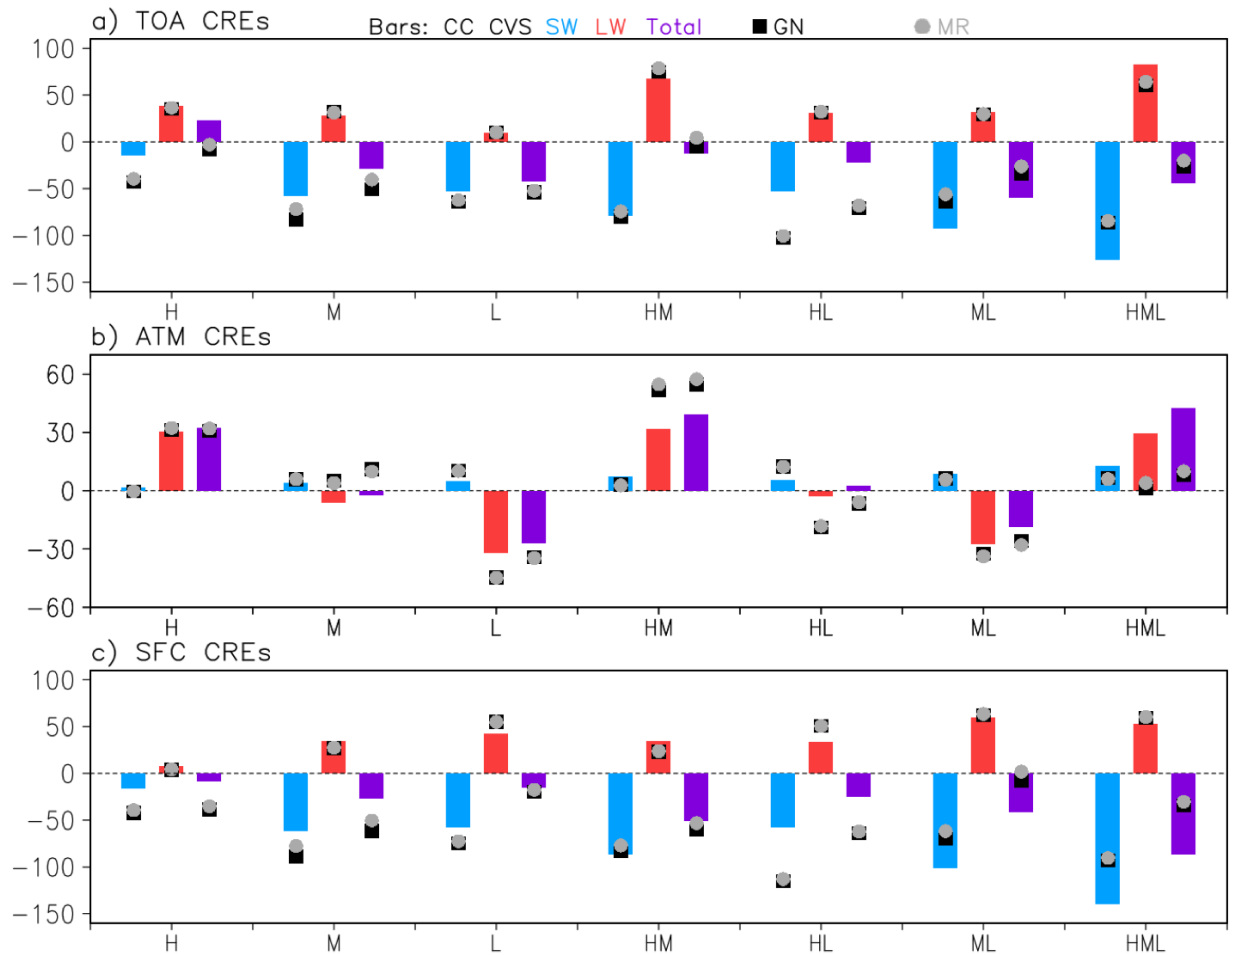 a) TOA CREs
Bars: CC CVS SW LW Total GN MR
100
50
0
−50
−100
−150
H M L HM HL ML HML
b) ATM CREs
60
30
0
−30
−60
H M L HM HL ML HML
c) SFC CREs
100
50
0
−50
−100
−150
H M L HM HL ML HML